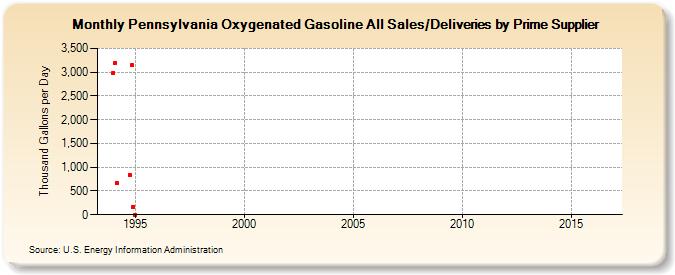 Monthly Pennsylvania Oxygenated Gasoline All Sales/Deliveries by Prime Supplier
Thousand Gallons per Day
3,500
3,000
2,500
2,000
1,500
1,000
500
0
1995 2000 2005 2010 2015
Source: U.S. Energy Information Administration